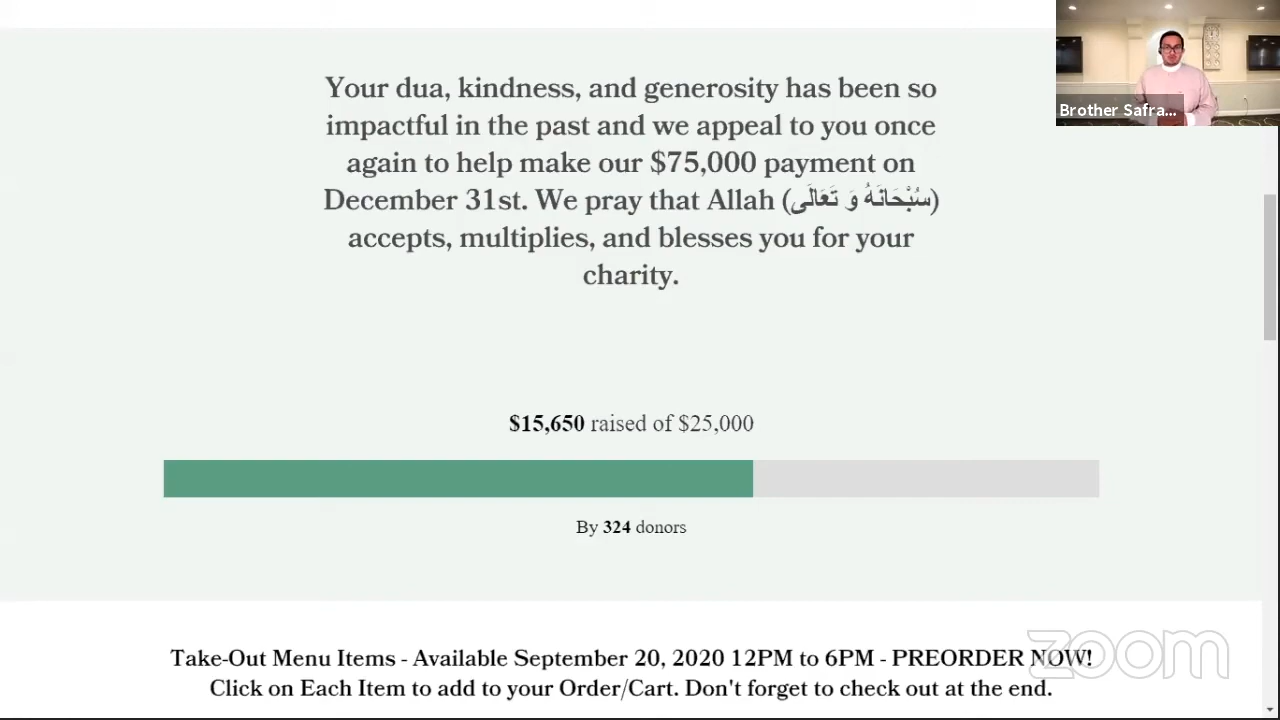 Your dua, kindness, and generosity has been so
impactful in the past and we appeal to you once
again to help make our $75,000 payment on
December 31st. We pray that Allah (سُبْحَانَهُ وَ تَعَالَى)
accepts, multiplies, and blesses you for your
charity.
Brother Safra...
$15,650 raised of $25,000
By 324 donors
Take-Out Menu Items - Available September 20, 2020 12PM to 6PM - PREORDER NOW!
Click on Each Item to add to your Order/Cart. Don't forget to check out at the end.
zoom